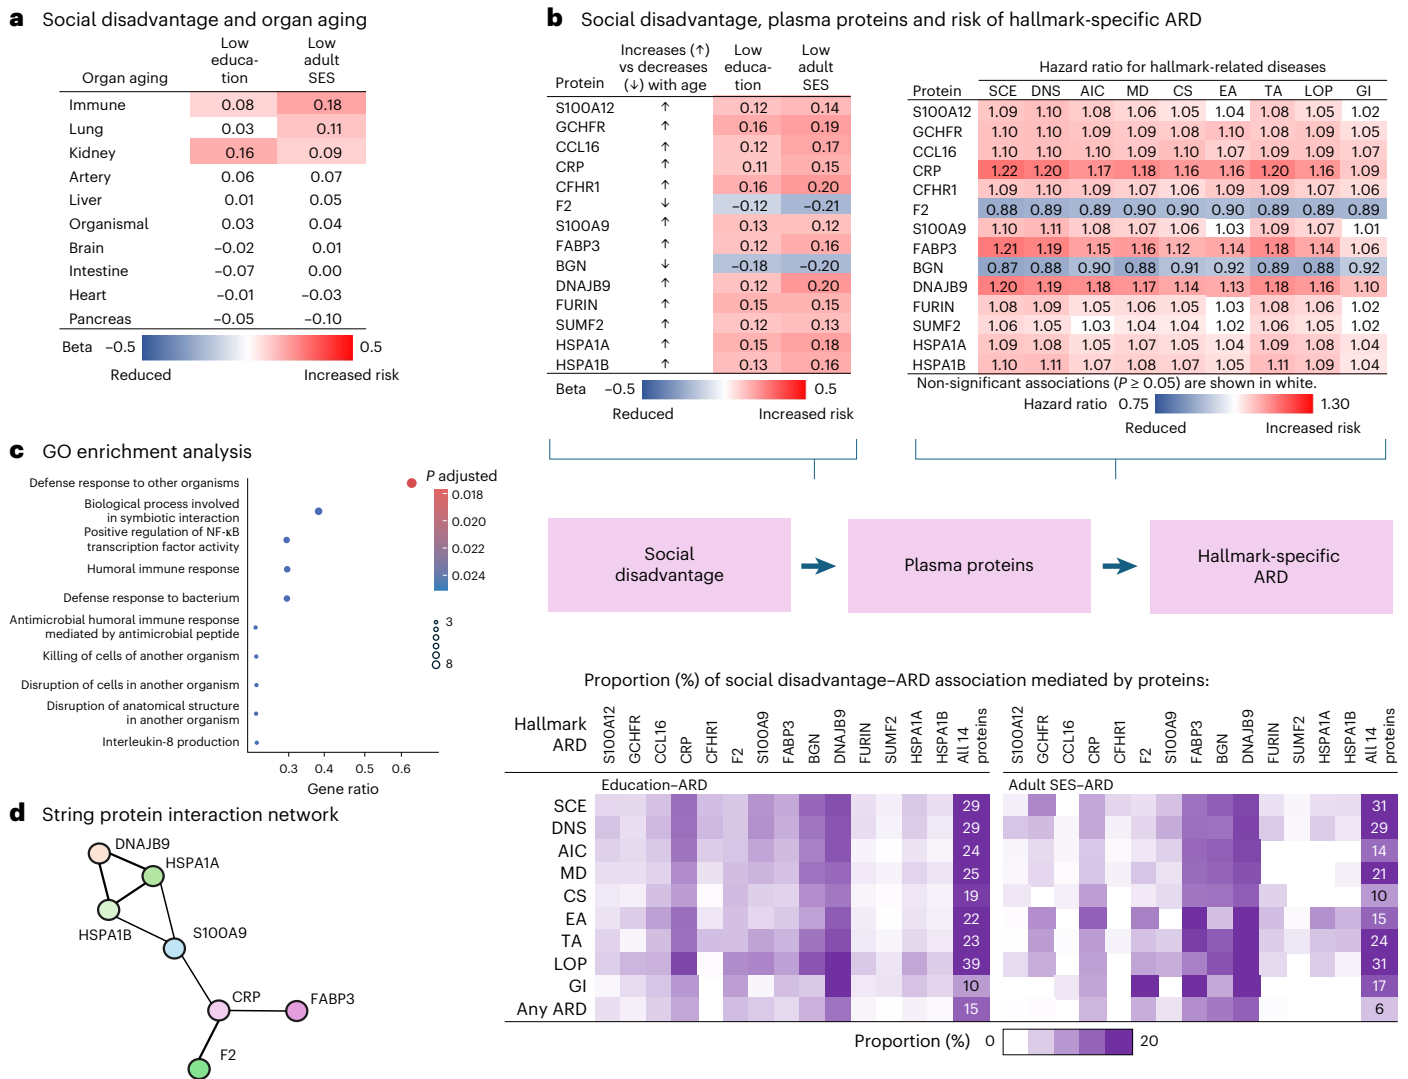 a Social disadvantage and organ aging
Organ aging
Low
educa-
tion
Low
adult
SES
Immune 0.08 0.18
Lung 0.03 0.11
Kidney 0.16 0.09
Artery 0.06 0.07
Liver 0.01 0.05
Organismal 0.03 0.04
Brain –0.02 0.01
Intestine –0.07 0.00
Heart –0.01 –0.03
Pancreas –0.05 –0.10
Beta –0.5 0.5
Reduced Increased risk
b Social disadvantage, plasma proteins and risk of hallmark-specific ARD
Protein
Increases (↑)
vs decreases
(↓) with age
Low
educa-
tion
Low
adult
SES
S100A12 ↑ 0.12 0.14
GCHFR ↑ 0.16 0.19
CCL16 ↑ 0.12 0.17
CRP ↑ 0.11 0.15
CFHR1 ↑ 0.16 0.20
F2 ↓ –0.12 –0.21
S100A9 ↑ 0.13 0.12
FABP3 ↑ 0.12 0.16
BGN ↓ –0.18 –0.20
DNAJB9 ↑ 0.12 0.20
FURIN ↑ 0.15 0.15
SUMF2 ↑ 0.12 0.13
HSPA1A ↑ 0.15 0.18
HSPA1B ↑ 0.13 0.16
Beta –0.5 0.5
Reduced Increased risk
Hazard ratio for hallmark-related diseases
Protein SCE DNS AIC MD CS EA TA LOP GI
S100A12 1.09 1.10 1.08 1.06 1.05 1.04 1.08 1.05 1.02
GCHFR 1.10 1.10 1.09 1.09 1.08 1.10 1.08 1.09 1.05
CCL16 1.10 1.10 1.10 1.09 1.10 1.07 1.09 1.09 1.07
CRP 1.22 1.20 1.17 1.18 1.16 1.16 1.20 1.16 1.09
CFHR1 1.09 1.10 1.09 1.07 1.06 1.09 1.09 1.07 1.06
F2 0.88 0.89 0.89 0.90 0.90 0.90 0.89 0.89 0.89
S100A9 1.10 1.11 1.08 1.07 1.06 1.03 1.09 1.07 1.01
FABP3 1.21 1.19 1.15 1.16 1.12 1.14 1.18 1.14 1.06
BGN 0.87 0.88 0.90 0.88 0.91 0.92 0.89 0.88 0.92
DNAJB9 1.20 1.19 1.18 1.17 1.14 1.13 1.18 1.16 1.10
FURIN 1.08 1.09 1.05 1.06 1.05 1.03 1.08 1.06 1.02
SUMF2 1.06 1.05 1.03 1.04 1.04 1.02 1.06 1.05 1.02
HSPA1A 1.09 1.08 1.05 1.07 1.05 1.04 1.09 1.08 1.04
HSPA1B 1.10 1.11 1.07 1.08 1.07 1.05 1.11 1.09 1.04
Non-significant associations (P ≥ 0.05) are shown in white.
Hazard ratio 0.75 1.30
Reduced Increased risk
Social
disadvantage
Plasma proteins
Hallmark-specific
ARD
Proportion (%) of social disadvantage–ARD association mediated by proteins:
Hallmark
ARD
S100A12 GCHFR CCL16 CRP CFHR1 F2 S100A9 FABP3 BGN DNAJB9 FURIN SUMF2 HSPA1A HSPA1B All 14 proteins
S100A12 GCHFR CCL16 CRP CFHR1 F2 S100A9 FABP3 BGN DNAJB9 FURIN SUMF2 HSPA1A HSPA1B All 14 proteins
Education–ARD Adult SES–ARD
SCE 29 31
DNS 29 29
AIC 24 14
MD 25 21
CS 19 10
EA 22 15
TA 23 24
LOP 39 31
GI 10 17
Any ARD 15 6
Proportion (%) 0 20
c GO enrichment analysis
Defense response to other organisms
Biological process involved
in symbiotic interaction
Positive regulation of NF-κB
transcription factor activity
Humoral immune response
Defense response to bacterium
Antimicrobial humoral immune response
mediated by antimicrobial peptide
Killing of cells of another organism
Disruption of cells in another organism
Disruption of anatomical structure
in another organism
Interleukin-8 production
0.3 0.4 0.5 0.6
Gene ratio
P adjusted
0.018
0.020
0.022
0.024
3
8
d String protein interaction network
DNAJB9
HSPA1A
HSPA1B
S100A9
CRP
FABP3
F2